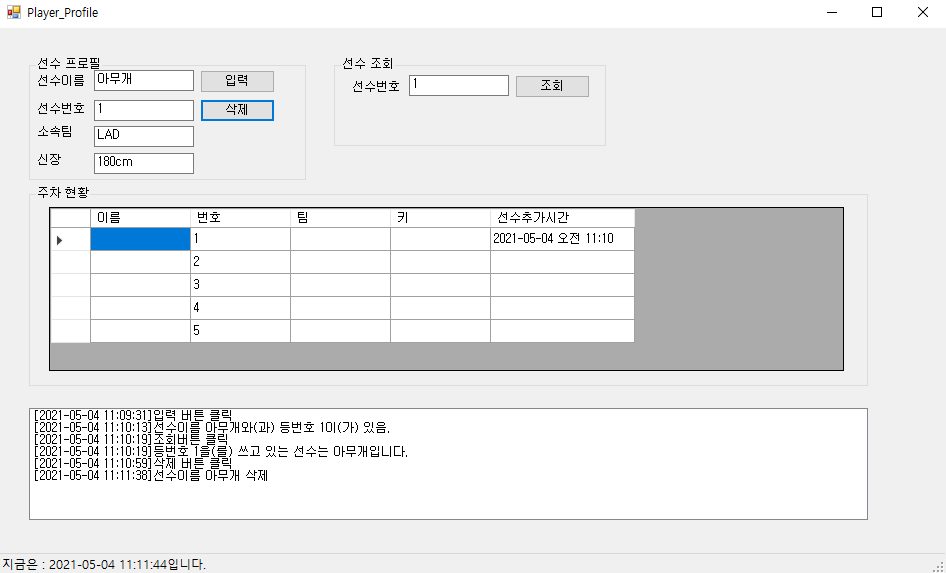 Player_Profile
선수 프로필
선수이름 아무개 입력
선수번호 1 삭제
소속팀 LAD
신장 180cm
선수 조회
선수번호 1 조회
주차 현황
이름 번호 팀 키 선수추가시간
1 2021-05-04 오전 11:10
2
3
4
5
[2021-05-04 11:09:31]입력 버튼 클릭
[2021-05-04 11:10:13]선수이름 아무개와(과) 등번호 1이(가) 있음.
[2021-05-04 11:10:19]조회버튼 클릭
[2021-05-04 11:10:19]등번호 1을(를) 쓰고 있는 선수는 아무개입니다.
[2021-05-04 11:10:59]삭제 버튼 클릭
[2021-05-04 11:11:38]선수이름 아무개 삭제
지금은 : 2021-05-04 11:11:44입니다.